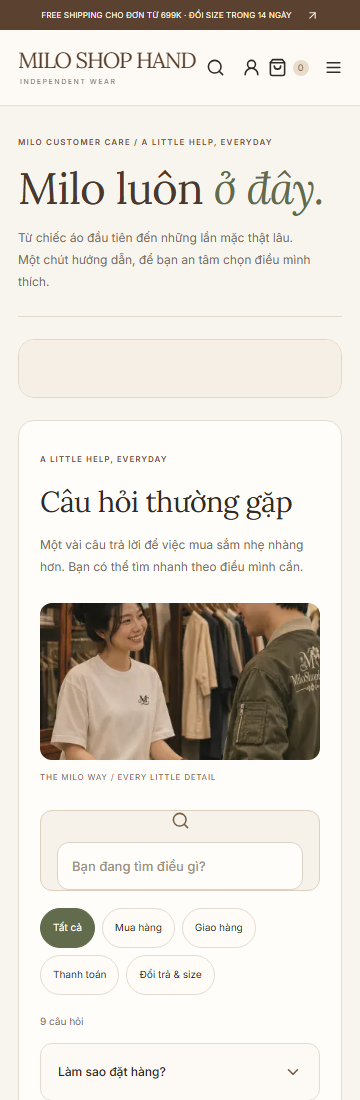 FREE SHIPPING CHO ĐƠN TỪ 699K · ĐỔI SIZE TRONG 14 NGÀY
MILO SHOP HAND
INDEPENDENT WEAR
0
MILO CUSTOMER CARE / A LITTLE HELP, EVERYDAY
Milo luôn ở đây.
Từ chiếc áo đầu tiên đến những lần mặc thật lâu.
Một chút hướng dẫn, để bạn an tâm chọn điều mình
thích.
A LITTLE HELP, EVERYDAY
Câu hỏi thường gặp
Một vài câu trả lời để việc mua sắm nhẹ nhàng
hơn. Bạn có thể tìm nhanh theo điều mình cần.
THE MILO WAY / EVERY LITTLE DETAIL
Bạn đang tìm điều gì?
Tất cả
Mua hàng
Giao hàng
Thanh toán
Đổi trả & size
9 câu hỏi
Làm sao đặt hàng?